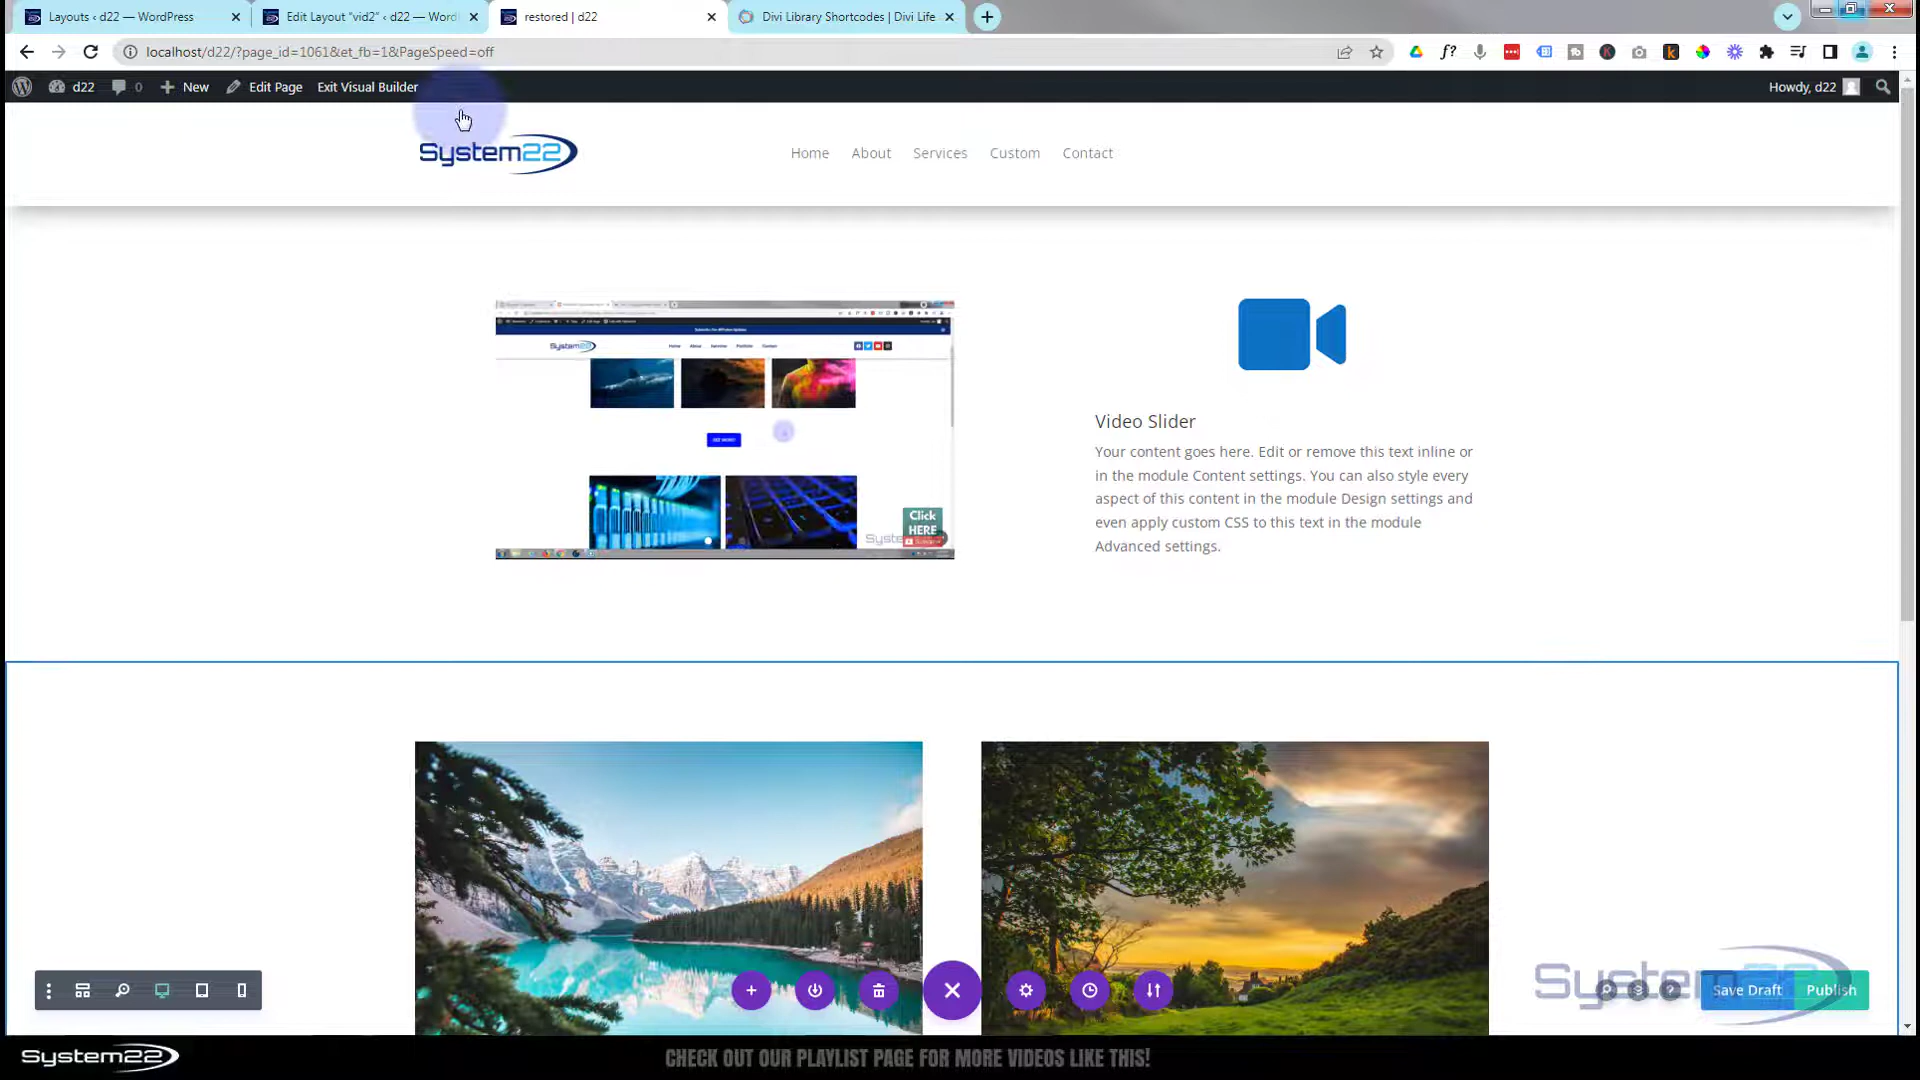 Layouts ‹ d22 — WordPress
Edit Layout "vid2" ‹ d22 — Word
restored | d22
Divi Library Shortcodes | Divi Life
localhost/d22/?page_id=1061&et_fb=1&PageSpeed=off
d22
0
New
Edit Page
Exit Visual Builder
Howdy, d22
System22
Home
About
Services
Custom
Contact
System22
Home
About
Contact
Click
HERE
Video Slider
Your content goes here. Edit or remove this text inline or
in the module Content settings. You can also style every
aspect of this content in the module Design settings and
even apply custom CSS to this text in the module
Advanced settings.
System22
Save Draft
Publish
System22
CHECK OUT OUR PLAYLIST PAGE FOR MORE VIDEOS LIKE THIS!